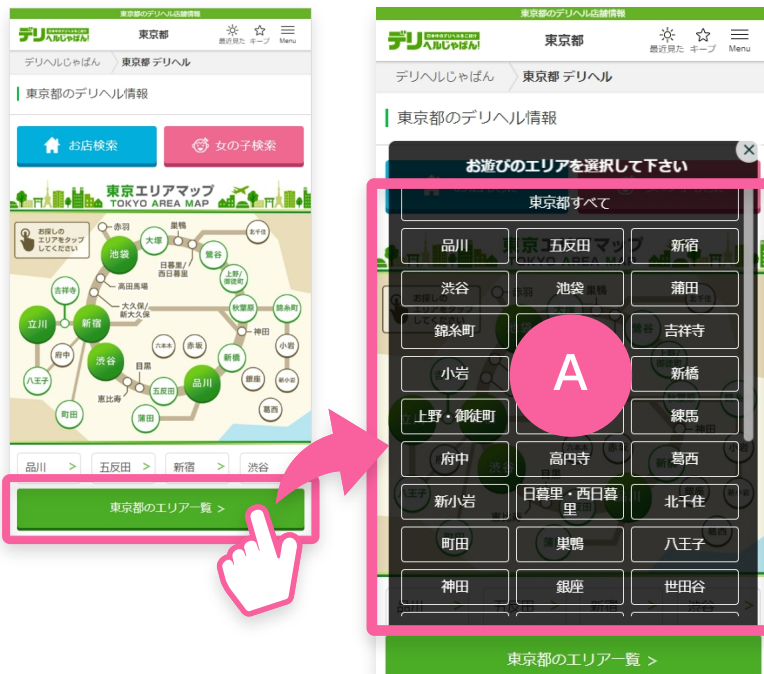 東京都のデリヘル店舗情報
デリヘルじゃぱん!
東京都
最近見た キープ Menu
デリヘルじゃぱん
東京都 デリヘル
東京都のデリヘル情報
お店検索
女の子検索
東京エリアマップ
TOKYO AREA MAP
お探しの
エリアをタップ
してください
赤羽
巣鴨
北千住
大塚
池袋
鶯谷
日暮里/
西日暮里
上野/
御徒町
吉祥寺
高田馬場
大久保/
新大久保
秋葉原
錦糸町
立川
新宿
神田
府中
渋谷
六本木
赤坂
新橋
小岩
目黒
八王子
恵比寿
五反田
品川
銀座
新小岩
町田
蒲田
葛西
品川 >
五反田 >
新宿 >
渋谷
東京都のエリア一覧 >
東京都のデリヘル店舗情報
デリヘルじゃぱん!
東京都
最近見た キープ Menu
デリヘルじゃぱん
東京都 デリヘル
東京都のデリヘル情報
お遊びのエリアを選択して下さい
東京都すべて
品川 五反田 新宿
渋谷 池袋 蒲田
錦糸町 吉祥寺
小岩 新橋
A
上野・御徒町 練馬
府中 高円寺 葛西
新小岩 日暮里・西日暮里 北千住
町田 巣鴨 八王子
神田 銀座 世田谷
東京都のエリア一覧 >